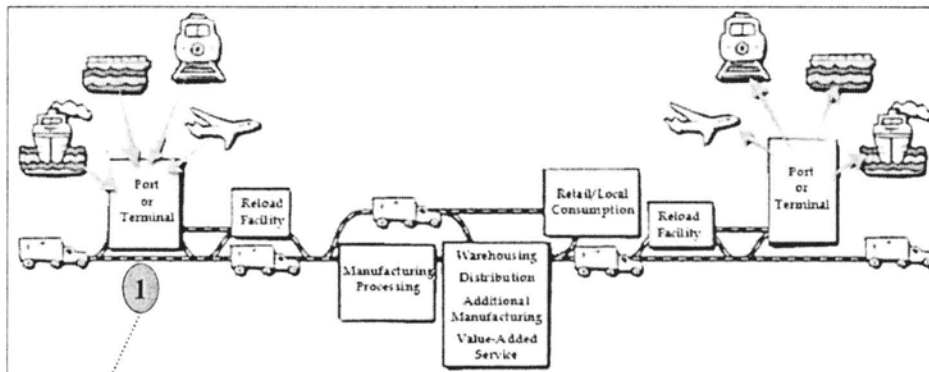 Port
or
Terminal
Reload
Facility
Manufacturing
Processing
Warehousing
Distribution
Additional
Manufacturing
Value-Added
Service
Retail/Local
Consumption
Reload
Facility
Port
or
Terminal
1